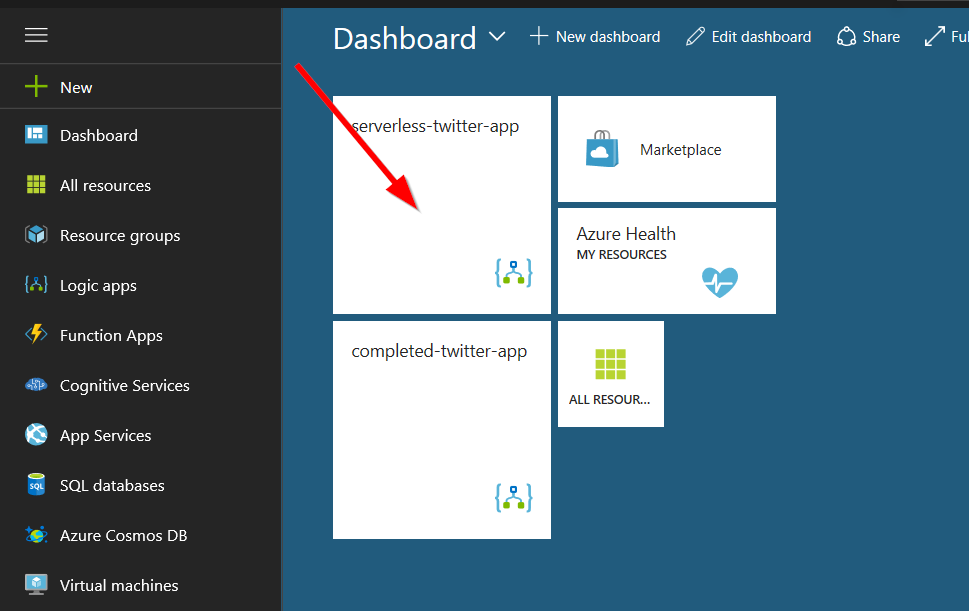 New
Dashboard
All resources
Resource groups
Logic apps
Function Apps
Cognitive Services
App Services
SQL
SQL databases
Azure Cosmos DB
Virtual machines
Dashboard
New dashboard
Edit dashboard
Share
Ful
serverless-twitter-app
Marketplace
Azure Health
MY RESOURCES
completed-twitter-app
ALL RESOUR...